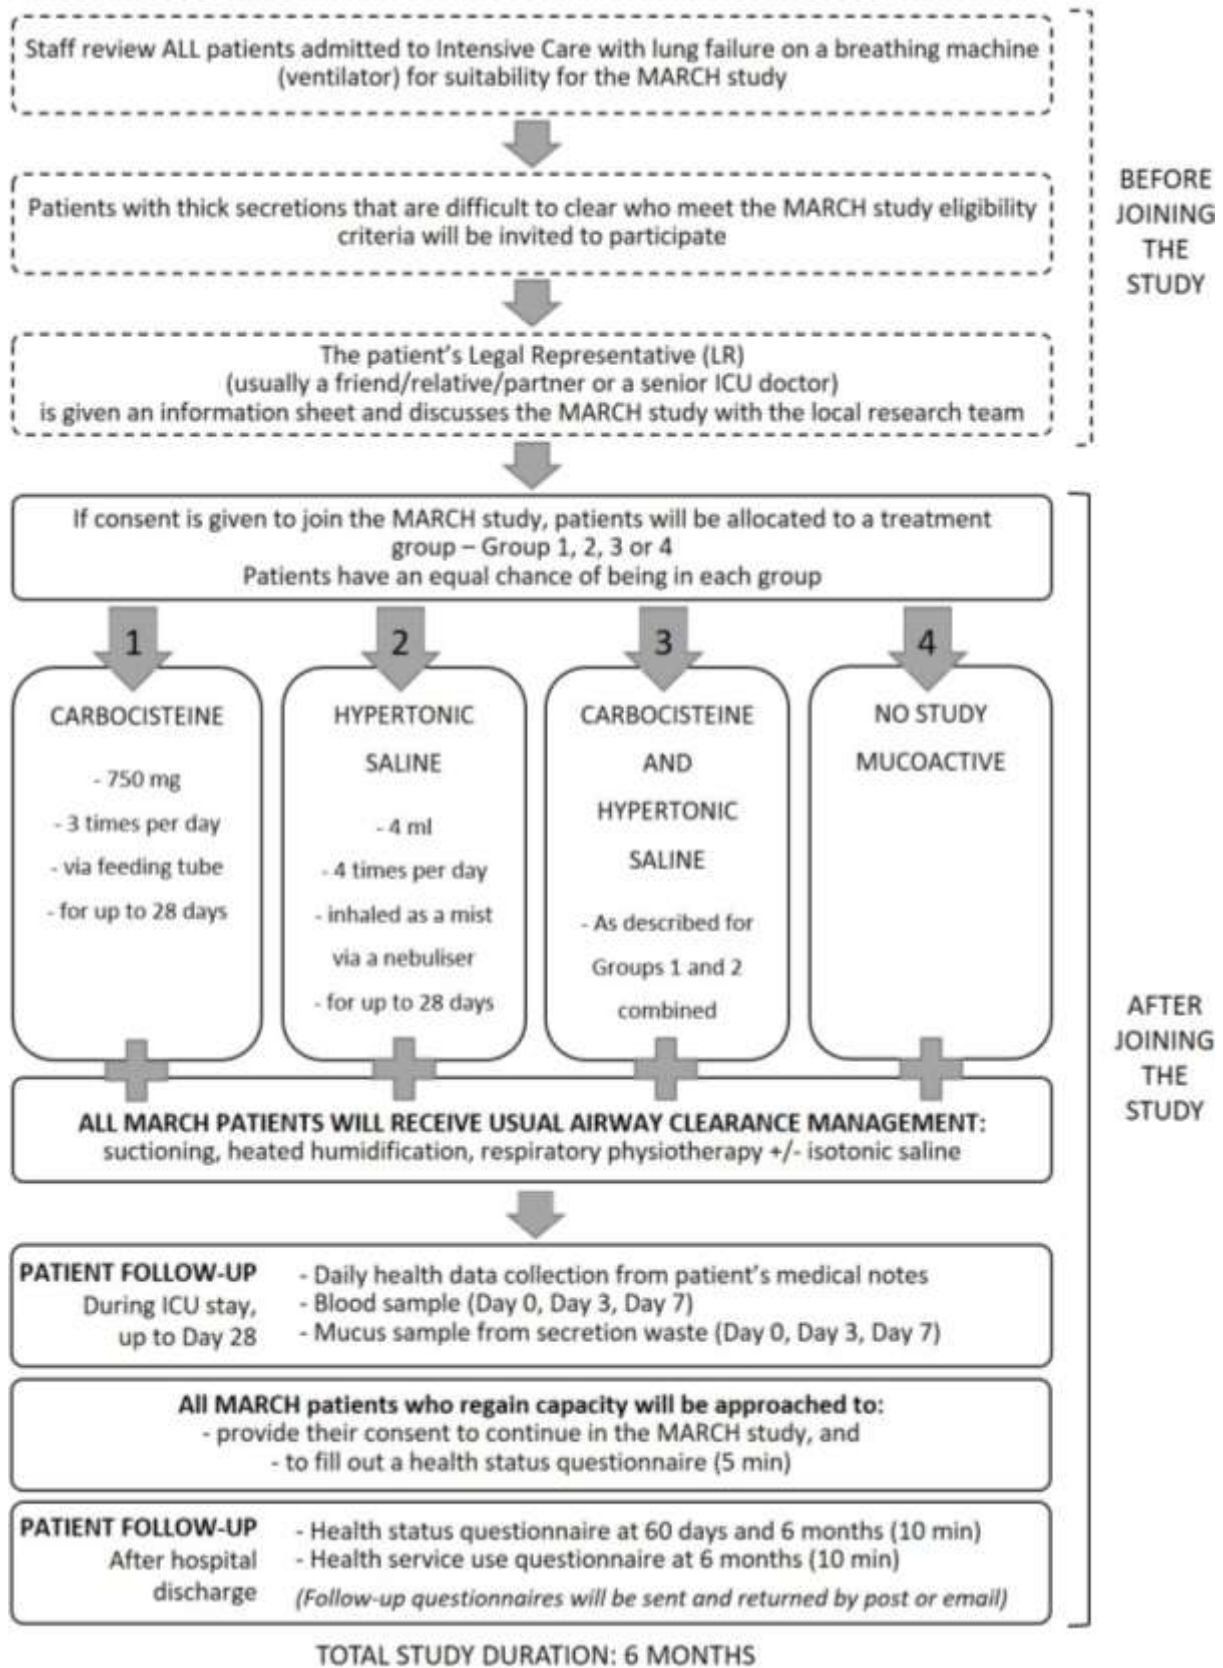 Staff review ALL patients admitted to Intensive Care with lung failure on a breathing machine
(ventilator) for suitability for the MARCH study
Patients with thick secretions that are difficult to clear who meet the MARCH study eligibility
criteria will be invited to participate
The patient's Legal Representative (LR)
(usually a friend/relative/partner or a senior ICU doctor)
is given an information sheet and discusses the MARCH study with the local research team
BEFORE
JOINING
THE
STUDY
If consent is given to join the MARCH study, patients will be allocated to a treatment
group – Group 1, 2, 3 or 4
Patients have an equal chance of being in each group
1
CARBOCISTEINE
- 750 mg
- 3 times per day
- via feeding tube
- for up to 28 days
2
HYPERTONIC
SALINE
- 4 ml
- 4 times per day
- inhaled as a mist
via a nebuliser
- for up to 28 days
3
CARBOCISTEINE
AND
HYPERTONIC
SALINE
- As described for
Groups 1 and 2
combined
4
NO STUDY
MUCOACTIVE
ALL MARCH PATIENTS WILL RECEIVE USUAL AIRWAY CLEARANCE MANAGEMENT:
suctioning, heated humidification, respiratory physiotherapy +/- isotonic saline
PATIENT FOLLOW-UP
During ICU stay,
up to Day 28
- Daily health data collection from patient's medical notes
- Blood sample (Day 0, Day 3, Day 7)
- Mucus sample from secretion waste (Day 0, Day 3, Day 7)
All MARCH patients who regain capacity will be approached to:
- provide their consent to continue in the MARCH study, and
- to fill out a health status questionnaire (5 min)
PATIENT FOLLOW-UP
After hospital
discharge
- Health status questionnaire at 60 days and 6 months (10 min)
- Health service use questionnaire at 6 months (10 min)
(Follow-up questionnaires will be sent and returned by post or email)
AFTER
JOINING
THE
STUDY
TOTAL STUDY DURATION: 6 MONTHS